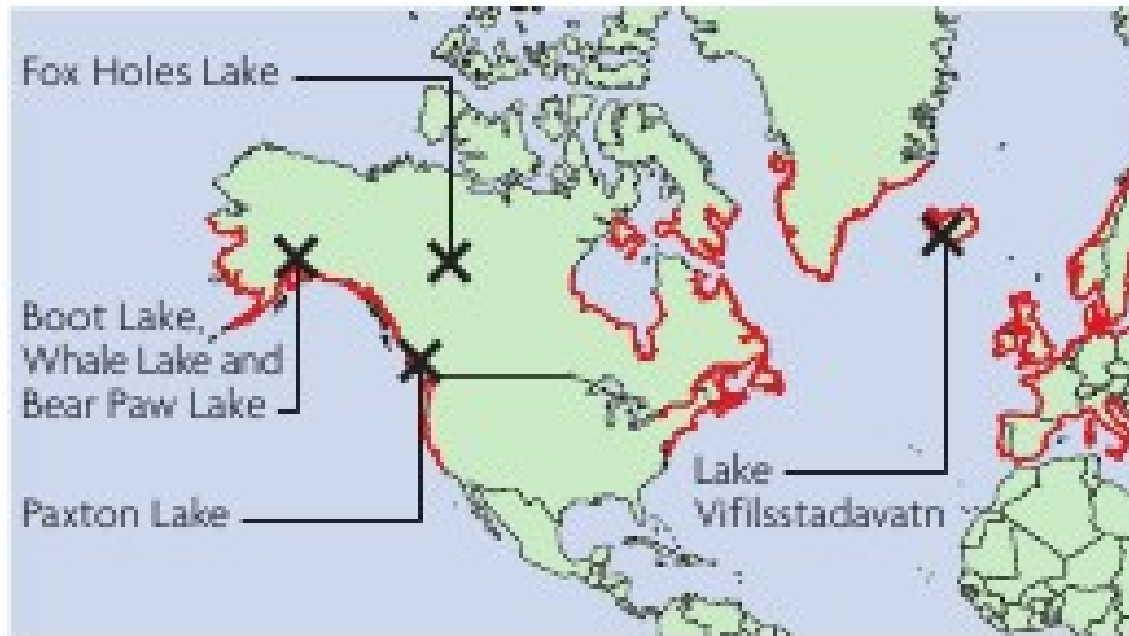 Fox Holes Lake
Boot Lake,
Whale Lake and
Bear Paw Lake
Paxton Lake
Lake
Vifilsstadavatn